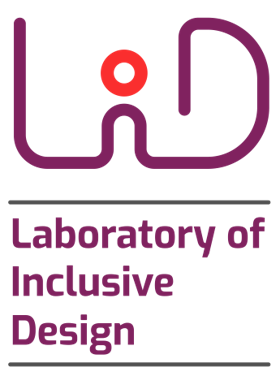 LiD
Laboratory of
Inclusive
Design